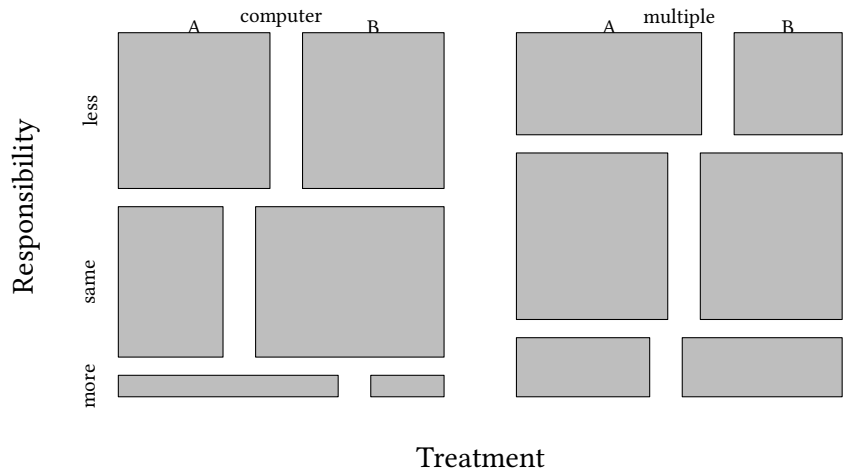 computer
multiple
A
B
A
B
less
same
more
Responsibility
Treatment